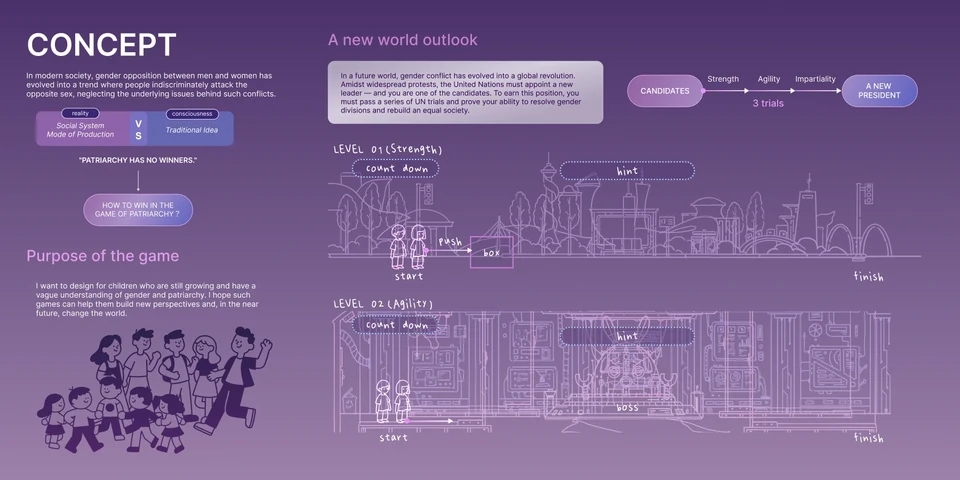 CONCEPT
In modern society, gender opposition between men and women has
evolved into a trend where people indiscriminately attack the
opposite sex, neglecting the underlying issues behind such conflicts.
reality
consciousness
Social System
Mode of Production
V
S
Traditional Idea
"PATRIARCHY HAS NO WINNERS."
HOW TO WIN IN THE
GAME OF PATRIARCHY ?
Purpose of the game
I want to design for children who are still growing and have a
vague understanding of gender and patriarchy. I hope such
games can help them build new perspectives and, in the near
future, change the world.
A new world outlook
In a future world, gender conflict has evolved into a global revolution.
Amidst widespread protests, the United Nations must appoint a new
leader — and you are one of the candidates. To earn this position, you
must pass a series of UN trials and prove your ability to resolve gender
divisions and rebuild an equal society.
CANDIDATES
Strength
Agility
Impartiality
3 trials
A NEW
PRESIDENT
LEVEL 01 (Strength)
count down
hint
push
box
start
finish
LEVEL 02 (Agility)
count down
hint
boss
start
finish